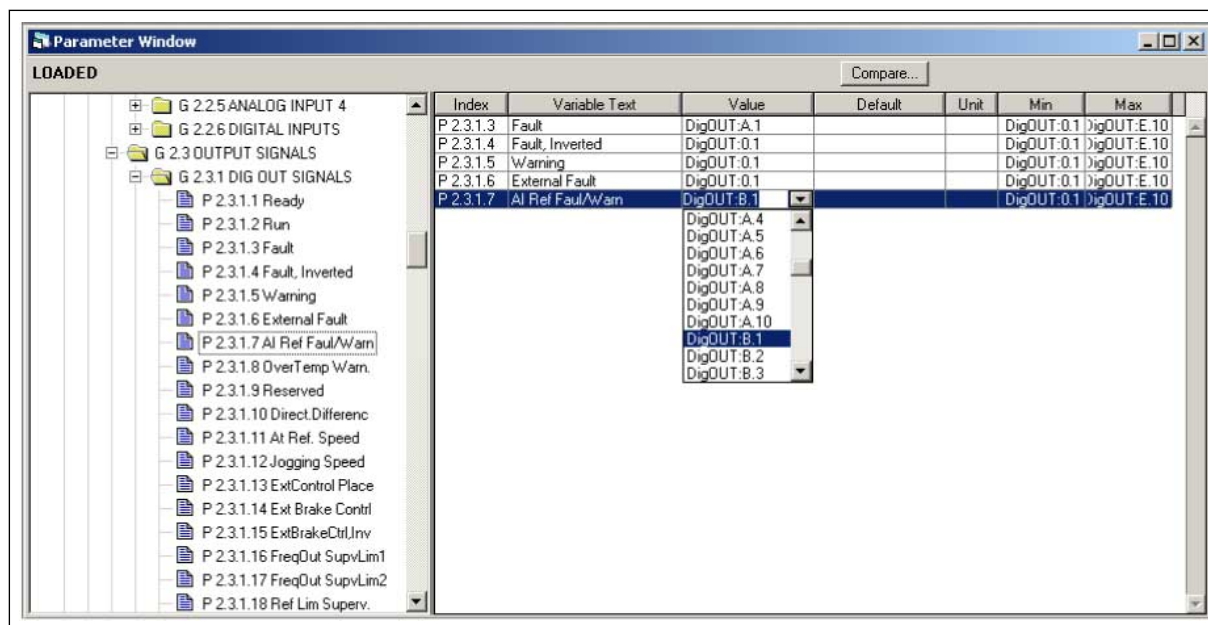 Parameter Window
LOADED
Compare...
G 2.2.5 ANALOG INPUT 4
G 2.2.6 DIGITAL INPUTS
G 2.3 OUTPUT SIGNALS
G 2.3.1 DIG OUT SIGNALS
P 2.3.1.1 Ready
P 2.3.1.2 Run
P 2.3.1.3 Fault
P 2.3.1.4 Fault, Inverted
P 2.3.1.5 Warning
P 2.3.1.6 External Fault
P 2.3.1.7 AI Ref Faul/Warn
P 2.3.1.8 OverTemp Warn.
P 2.3.1.9 Reserved
P 2.3.1.10 Direct.Differenc
P 2.3.1.11 At Ref. Speed
P 2.3.1.12 Jogging Speed
P 2.3.1.13 ExtControl Place
P 2.3.1.14 Ext Brake Contrl
P 2.3.1.15 ExtBrakeCtrl,Inv
P 2.3.1.16 FreqOut SupvLim1
P 2.3.1.17 FreqOut SupvLim2
P 2.3.1.18 Ref Lim Superv.
Index Variable Text Value Default Unit Min Max
P 2.3.1.3 Fault DigOUT:A.1 DigOUT:0.1 DigOUT:E.10
P 2.3.1.4 Fault, Inverted DigOUT:0.1 DigOUT:0.1 DigOUT:E.10
P 2.3.1.5 Warning DigOUT:0.1 DigOUT:0.1 DigOUT:E.10
P 2.3.1.6 External Fault DigOUT:0.1 DigOUT:0.1 DigOUT:E.10
P 2.3.1.7 AI Ref Faul/Warn DigOUT:B.1 DigOUT:0.1 DigOUT:E.10
DigOUT:A.4
DigOUT:A.5
DigOUT:A.6
DigOUT:A.7
DigOUT:A.8
DigOUT:A.9
DigOUT:A.10
DigOUT:B.1
DigOUT:B.2
DigOUT:B.3